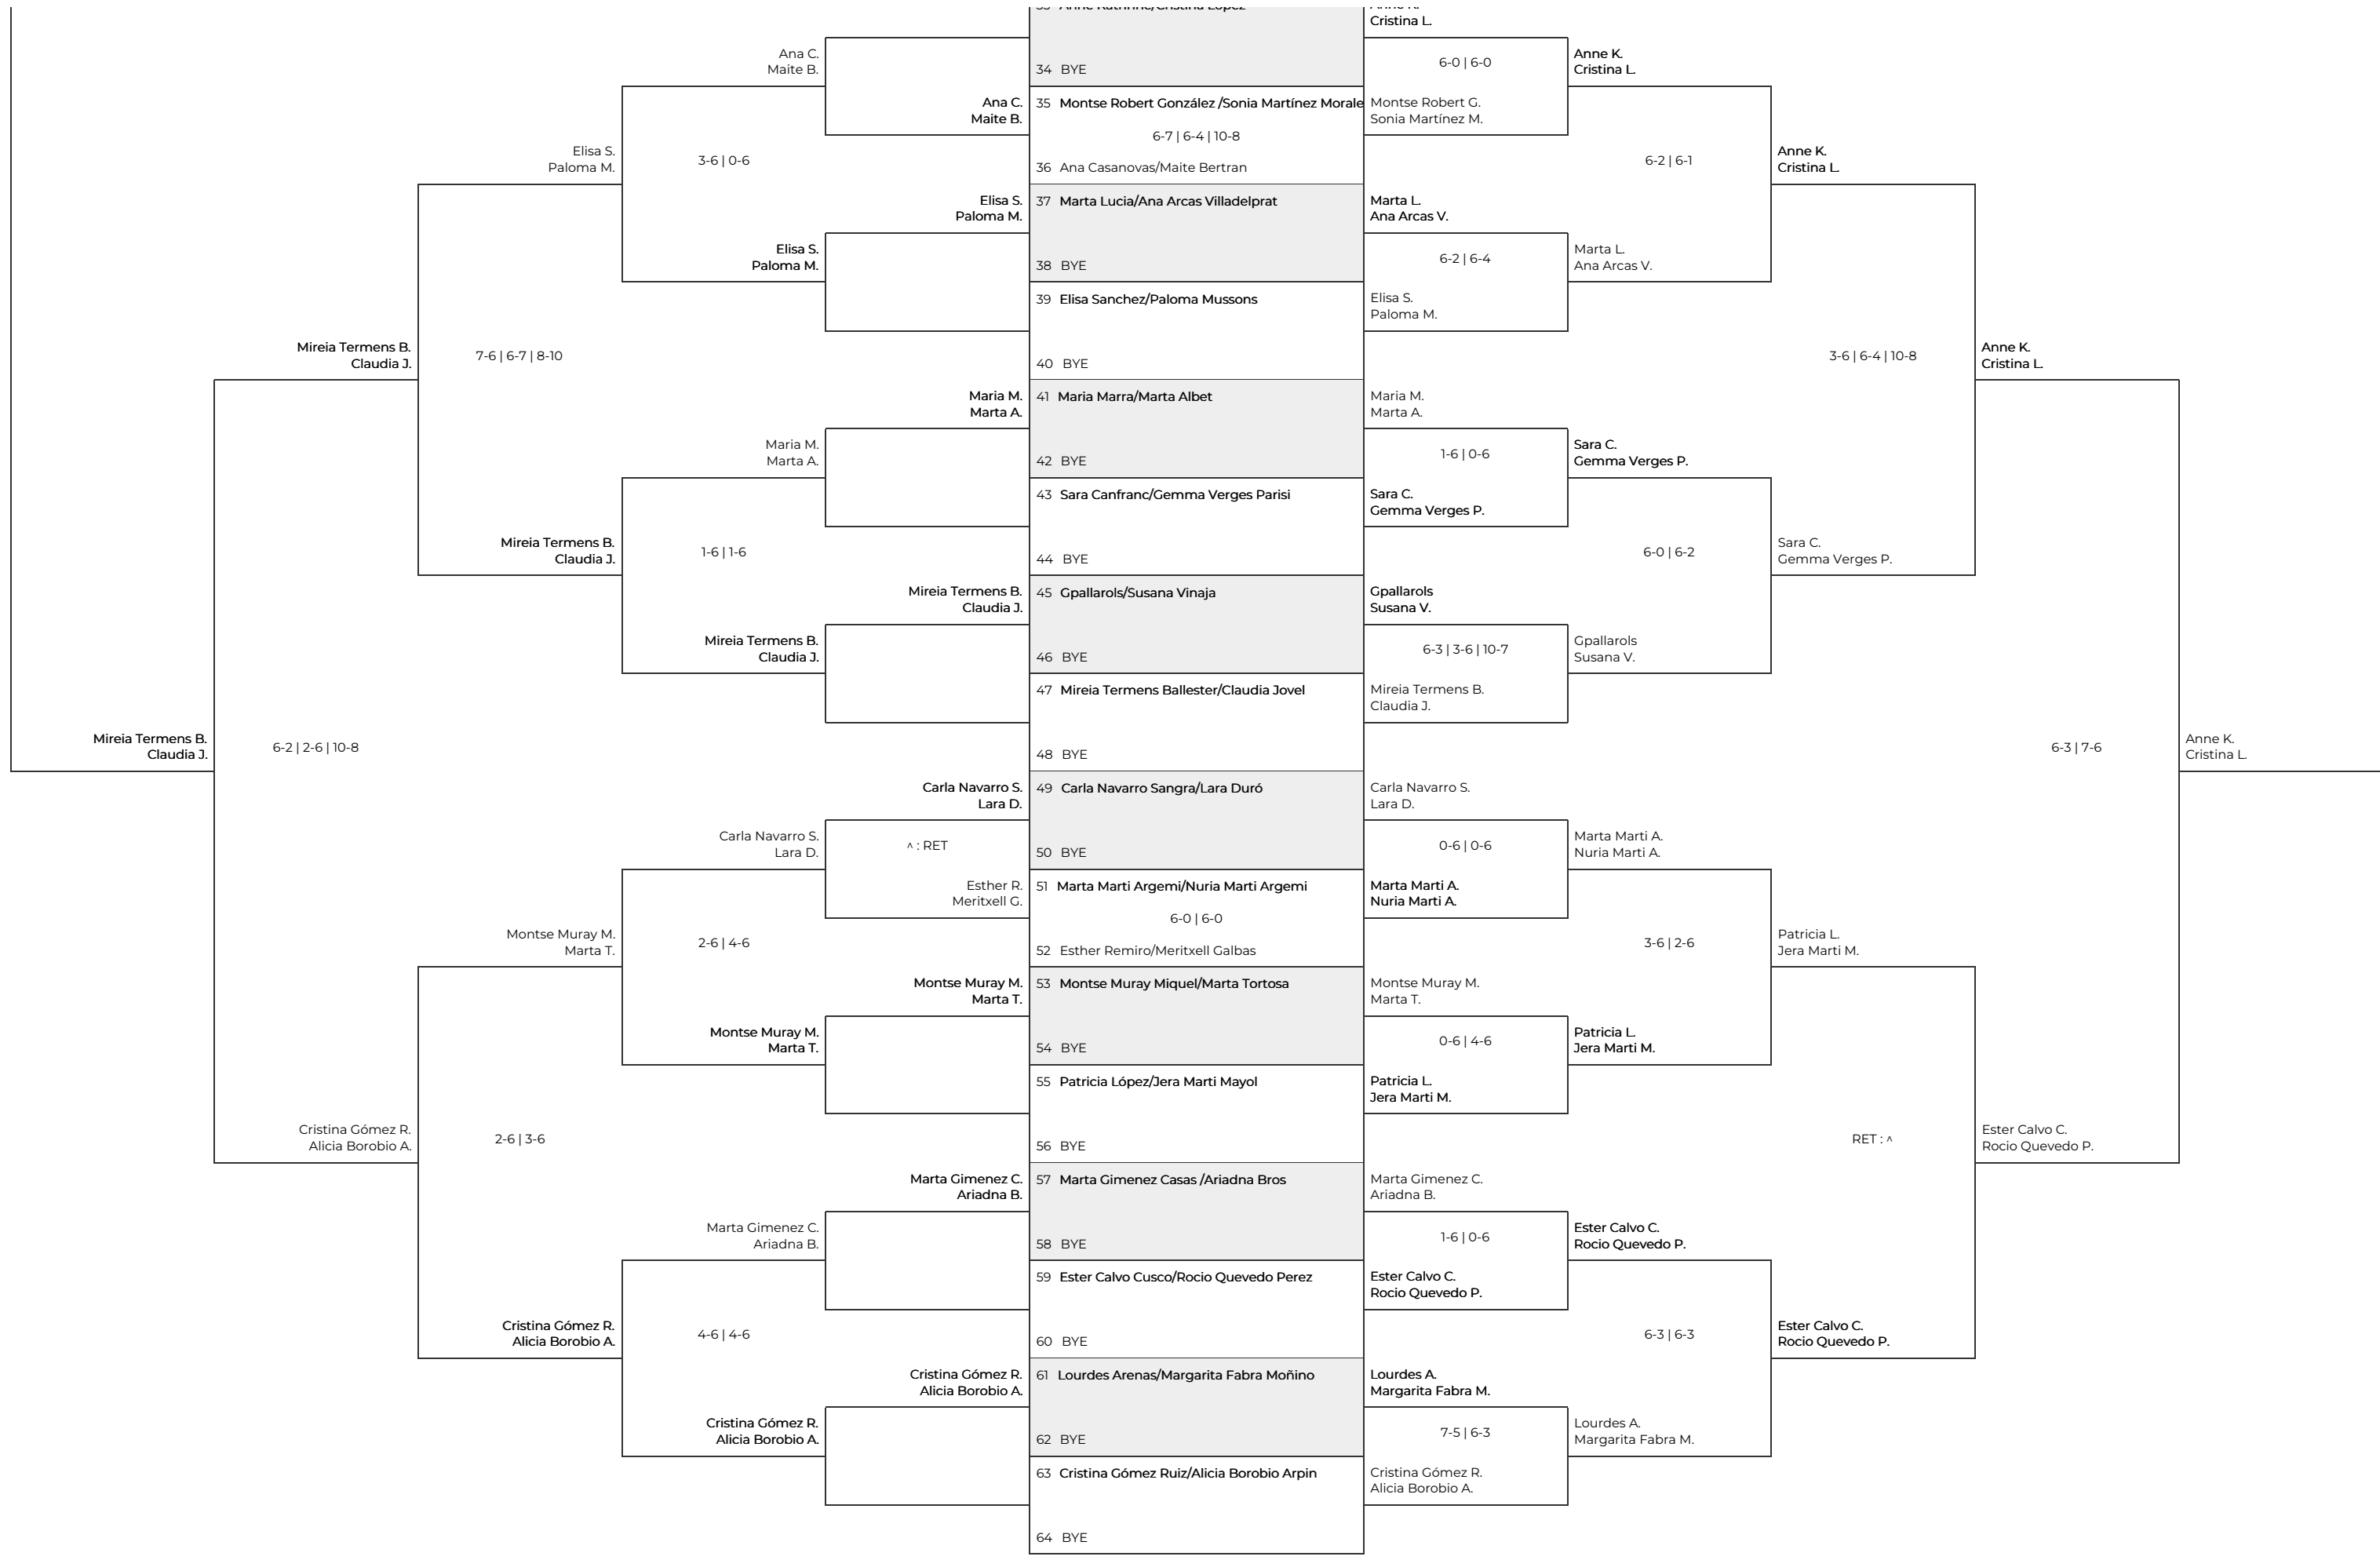 Mireia Termens B.
Claudia J.
Mireia Termens B.
Claudia J.
6-2 | 2-6 | 10-8
Cristina Gómez R.
Alicia Borobio A.
Elisa S.
Paloma M.
7-6 | 6-7 | 8-10
Mireia Termens B.
Claudia J.
Montse Muray M.
Marta T.
2-6 | 3-6
Cristina Gómez R.
Alicia Borobio A.
Ana C.
Maite B.
3-6 | 0-6
Elisa S.
Paloma M.
Maria M.
Marta A.
1-6 | 1-6
Mireia Termens B.
Claudia J.
Carla Navarro S.
Lara D.
2-6 | 4-6
Montse Muray M.
Marta T.
Marta Gimenez C.
Ariadna B.
4-6 | 4-6
Cristina Gómez R.
Alicia Borobio A.
Ana C.
Maite B.
Elisa S.
Paloma M.
Maria M.
Marta A.
Mireia Termens B.
Claudia J.
Carla Navarro S.
Lara D.
^ : RET
Esther R.
Meritxell G.
Montse Muray M.
Marta T.
Marta Gimenez C.
Ariadna B.
Cristina Gómez R.
Alicia Borobio A.
34 BYE
35 Montse Robert González /Sonia Martínez Morale
6-7 | 6-4 | 10-8
36 Ana Casanovas/Maite Bertran
37 Marta Lucia/Ana Arcas Villadelprat
38 BYE
39 Elisa Sanchez/Paloma Mussons
40 BYE
41 Maria Marra/Marta Albet
42 BYE
43 Sara Canfranc/Gemma Verges Parisi
44 BYE
45 Gpallarols/Susana Vinaja
46 BYE
47 Mireia Termens Ballester/Claudia Jovel
48 BYE
49 Carla Navarro Sangra/Lara Duró
50 BYE
51 Marta Marti Argemi/Nuria Marti Argemi
6-0 | 6-0
52 Esther Remiro/Meritxell Galbas
53 Montse Muray Miquel/Marta Tortosa
54 BYE
55 Patricia López/Jera Marti Mayol
56 BYE
57 Marta Gimenez Casas /Ariadna Bros
58 BYE
59 Ester Calvo Cusco/Rocio Quevedo Perez
60 BYE
61 Lourdes Arenas/Margarita Fabra Moñino
62 BYE
63 Cristina Gómez Ruiz/Alicia Borobio Arpin
64 BYE
Cristina L.
6-0 | 6-0
Montse Robert G.
Sonia Martínez M.
Marta L.
Ana Arcas V.
6-2 | 6-4
Elisa S.
Paloma M.
Maria M.
Marta A.
1-6 | 0-6
Sara C.
Gemma Verges P.
Gpallarols
Susana V.
6-3 | 3-6 | 10-7
Mireia Termens B.
Claudia J.
Carla Navarro S.
Lara D.
0-6 | 0-6
Marta Marti A.
Nuria Marti A.
Montse Muray M.
Marta T.
0-6 | 4-6
Patricia L.
Jera Marti M.
Marta Gimenez C.
Ariadna B.
1-6 | 0-6
Ester Calvo C.
Rocio Quevedo P.
Lourdes A.
Margarita Fabra M.
7-5 | 6-3
Cristina Gómez R.
Alicia Borobio A.
Anne K.
Cristina L.
6-2 | 6-1
Marta L.
Ana Arcas V.
Sara C.
Gemma Verges P.
6-0 | 6-2
Gpallarols
Susana V.
Marta Marti A.
Nuria Marti A.
3-6 | 2-6
Patricia L.
Jera Marti M.
Ester Calvo C.
Rocio Quevedo P.
6-3 | 6-3
Lourdes A.
Margarita Fabra M.
Anne K.
Cristina L.
3-6 | 6-4 | 10-8
Sara C.
Gemma Verges P.
Patricia L.
Jera Marti M.
RET : ^
Ester Calvo C.
Rocio Quevedo P.
Anne K.
Cristina L.
6-3 | 7-6
Ester Calvo C.
Rocio Quevedo P.
Anne K.
Cristina L.